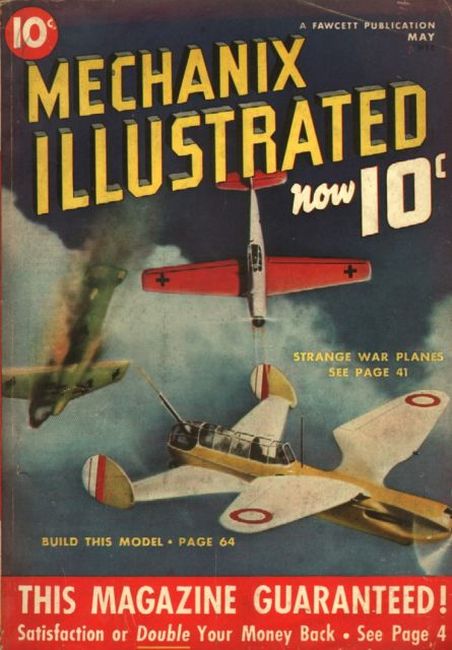 10¢
A FAWCETT PUBLICATION
MAY
MECHANIX
ILLUSTRATED
now 10¢
STRANGE WAR PLANES
SEE PAGE 41
BUILD THIS MODEL • PAGE 64
THIS MAGAZINE GUARANTEED!
Satisfaction or Double Your Money Back • See Page 4